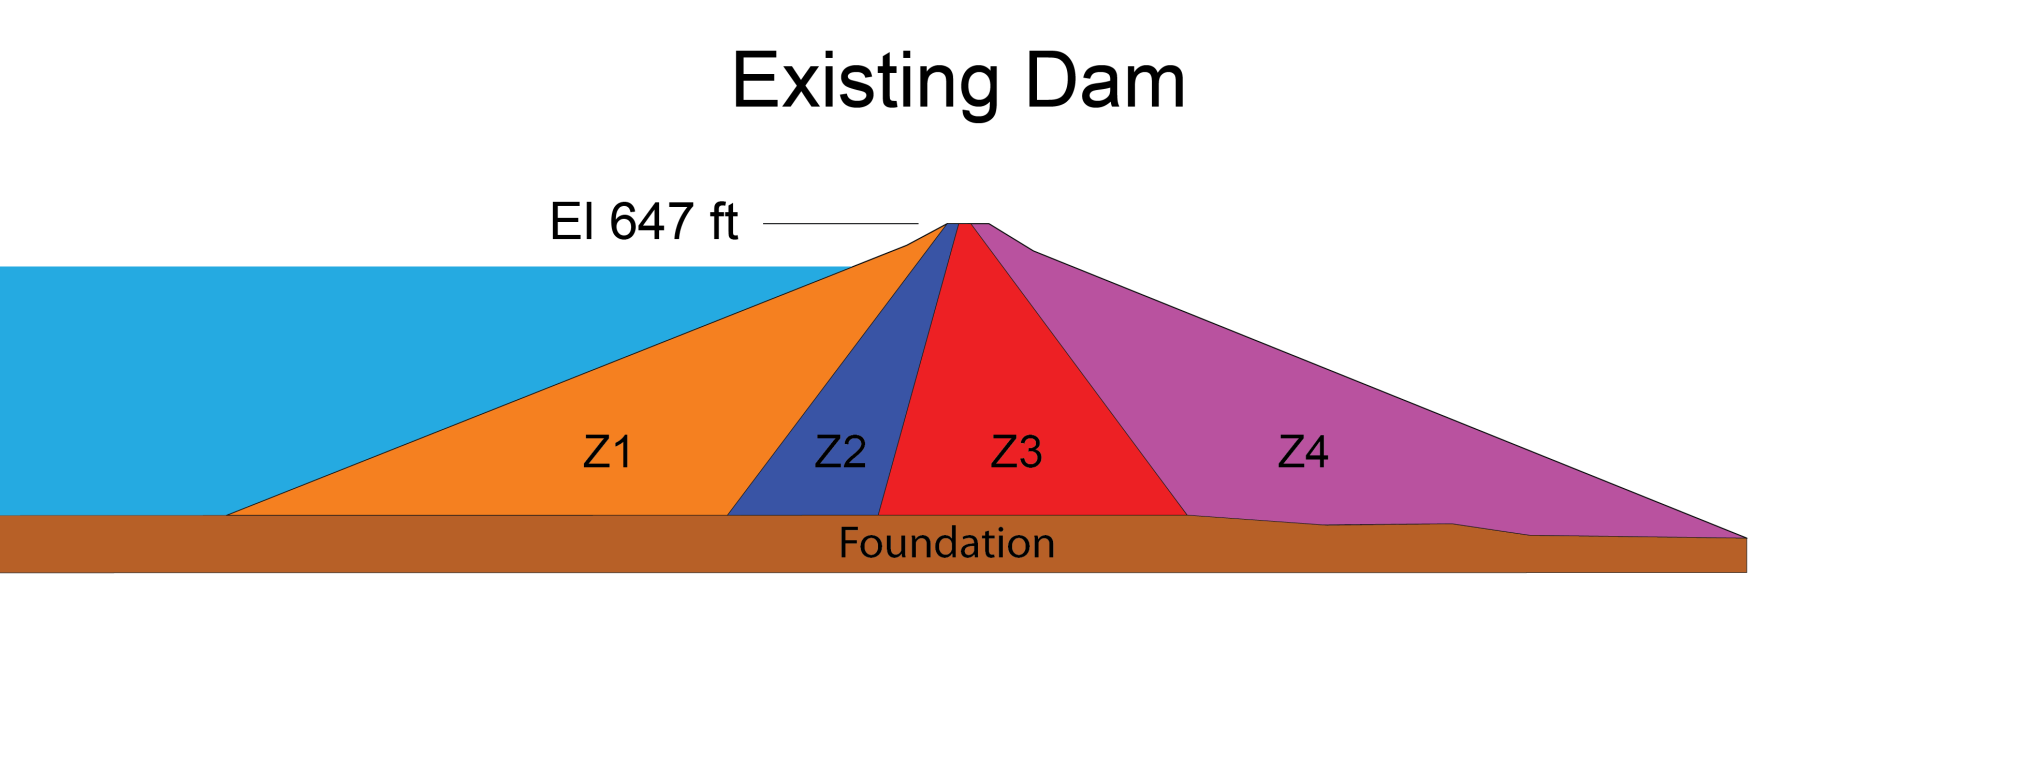 Existing Dam
El 647 ft
Z1
Z2
Z3
Z4
Foundation